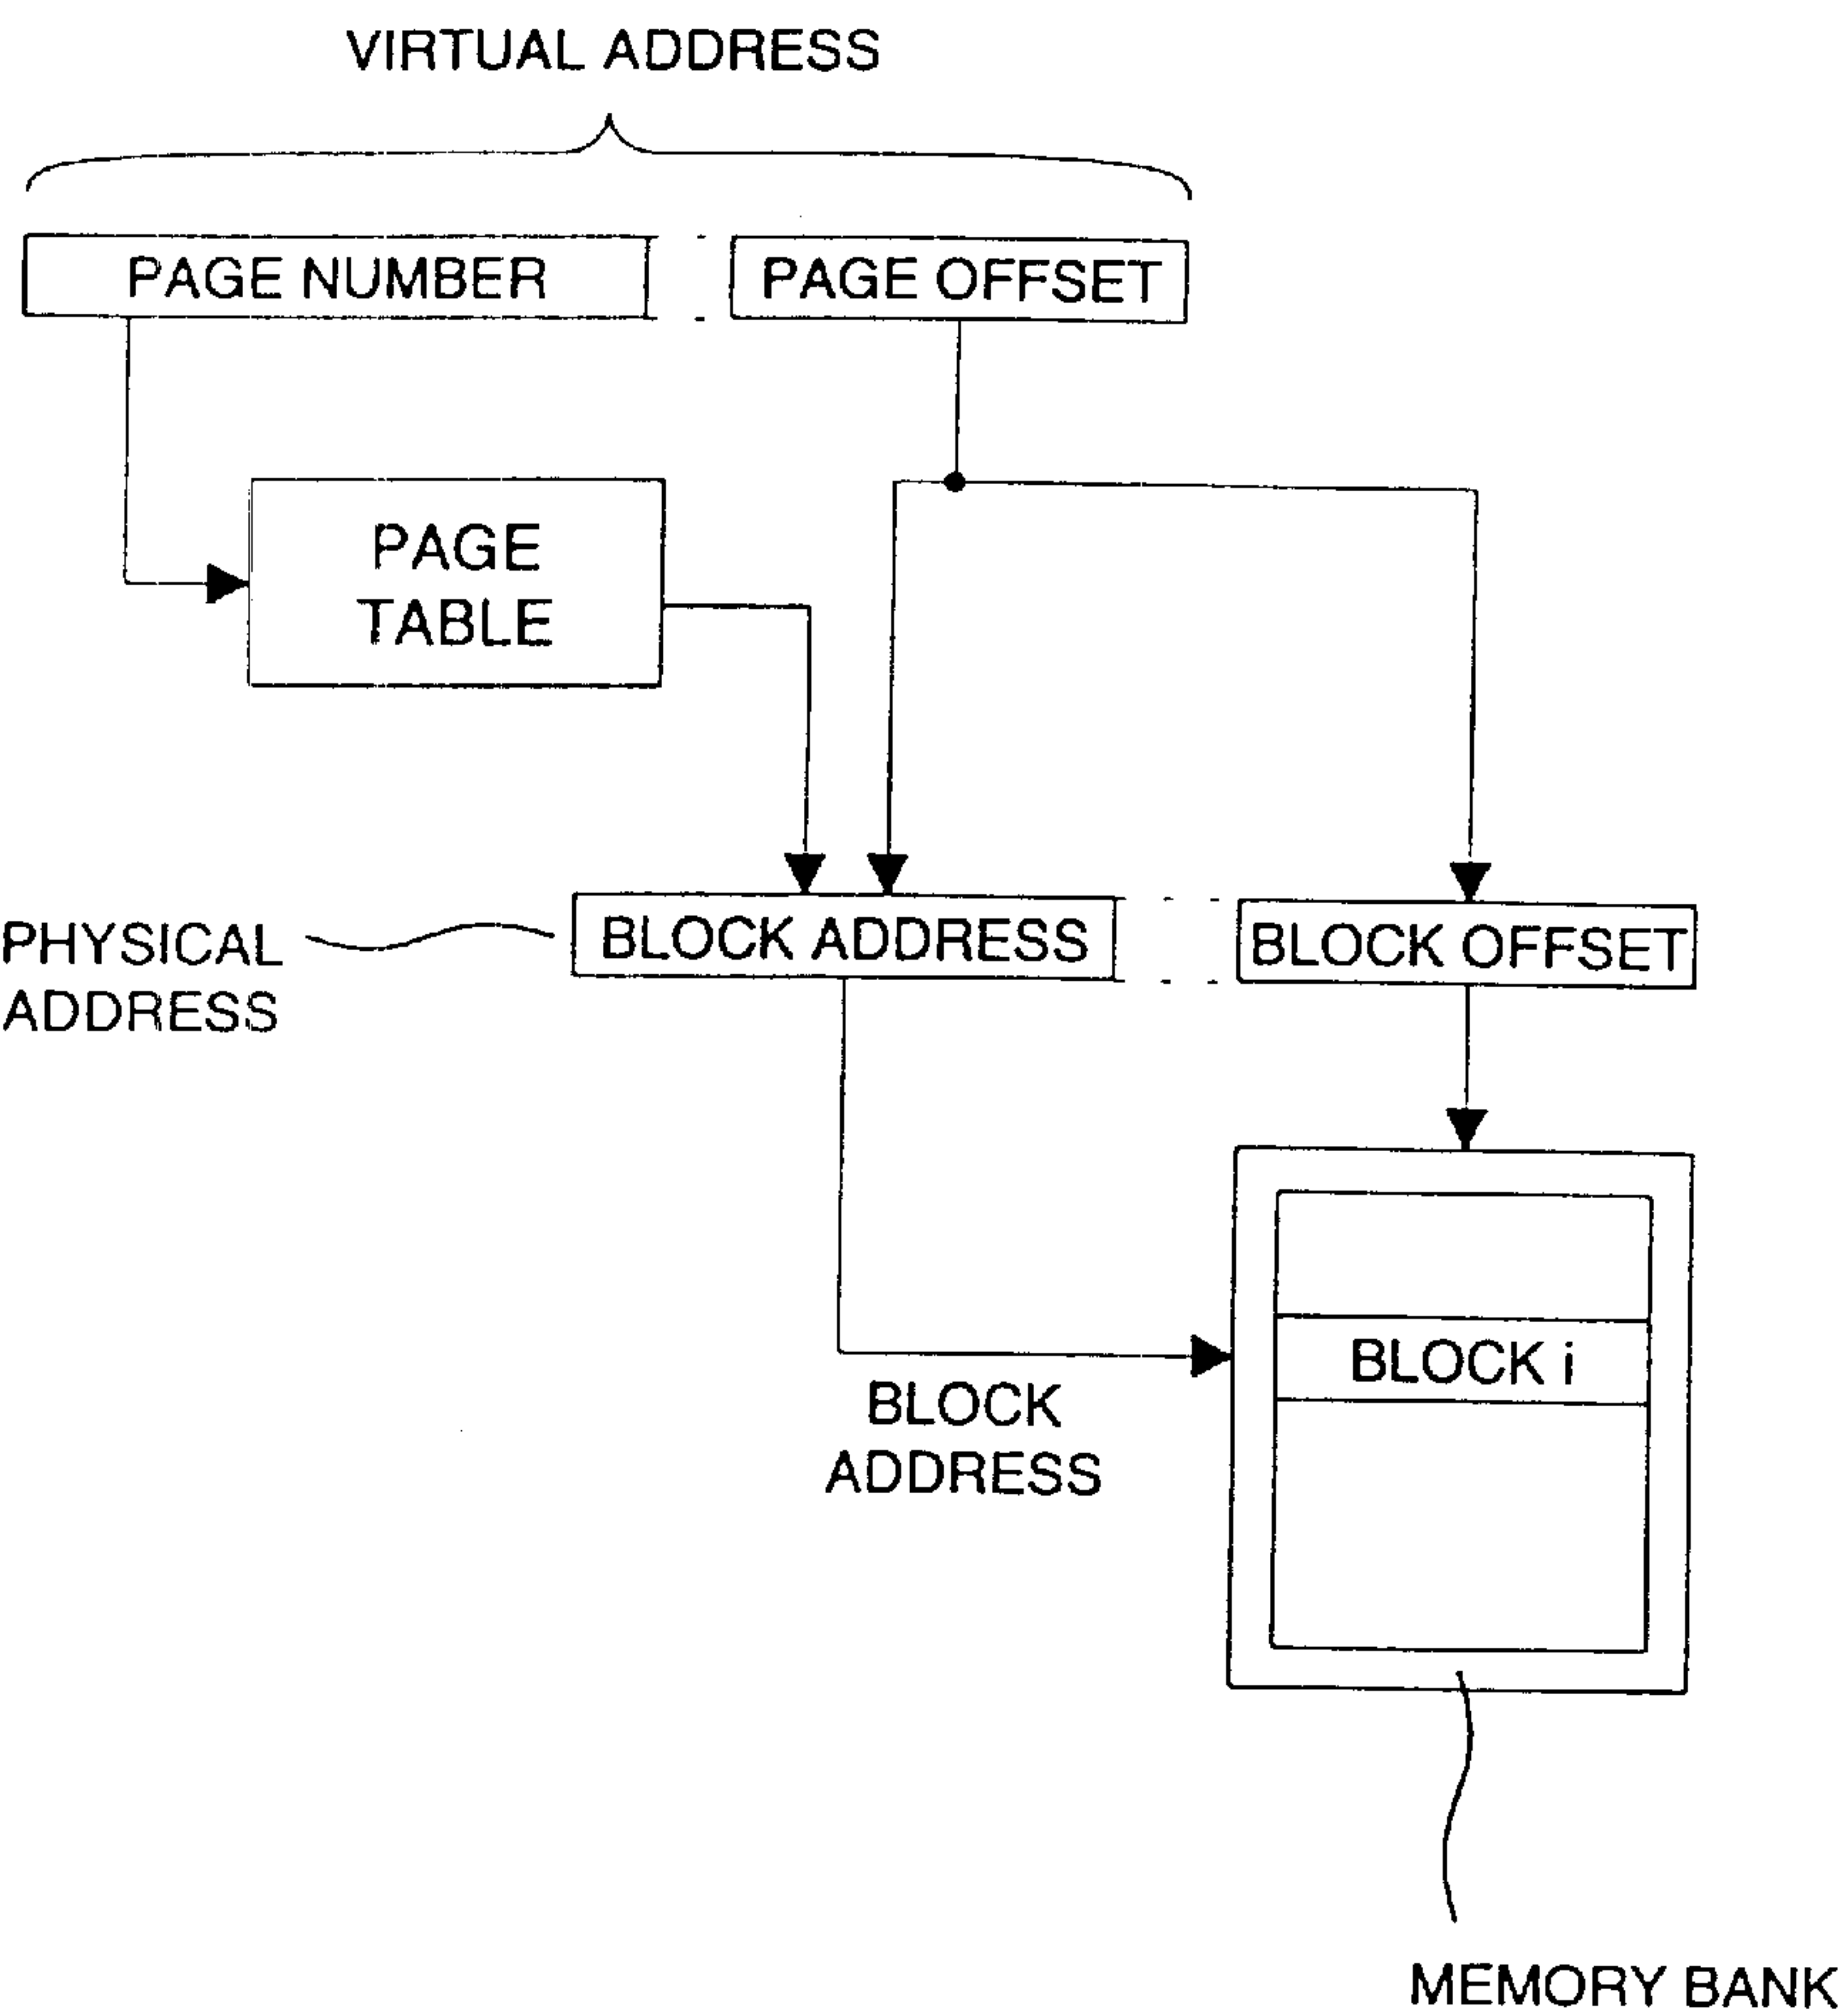 VIRTUAL ADDRESS
PAGE NUMBER
PAGE OFFSET
PAGE
TABLE
PHYSICAL
ADDRESS
BLOCK ADDRESS
BLOCK OFFSET
BLOCK i
BLOCK
ADDRESS
MEMORY BANK